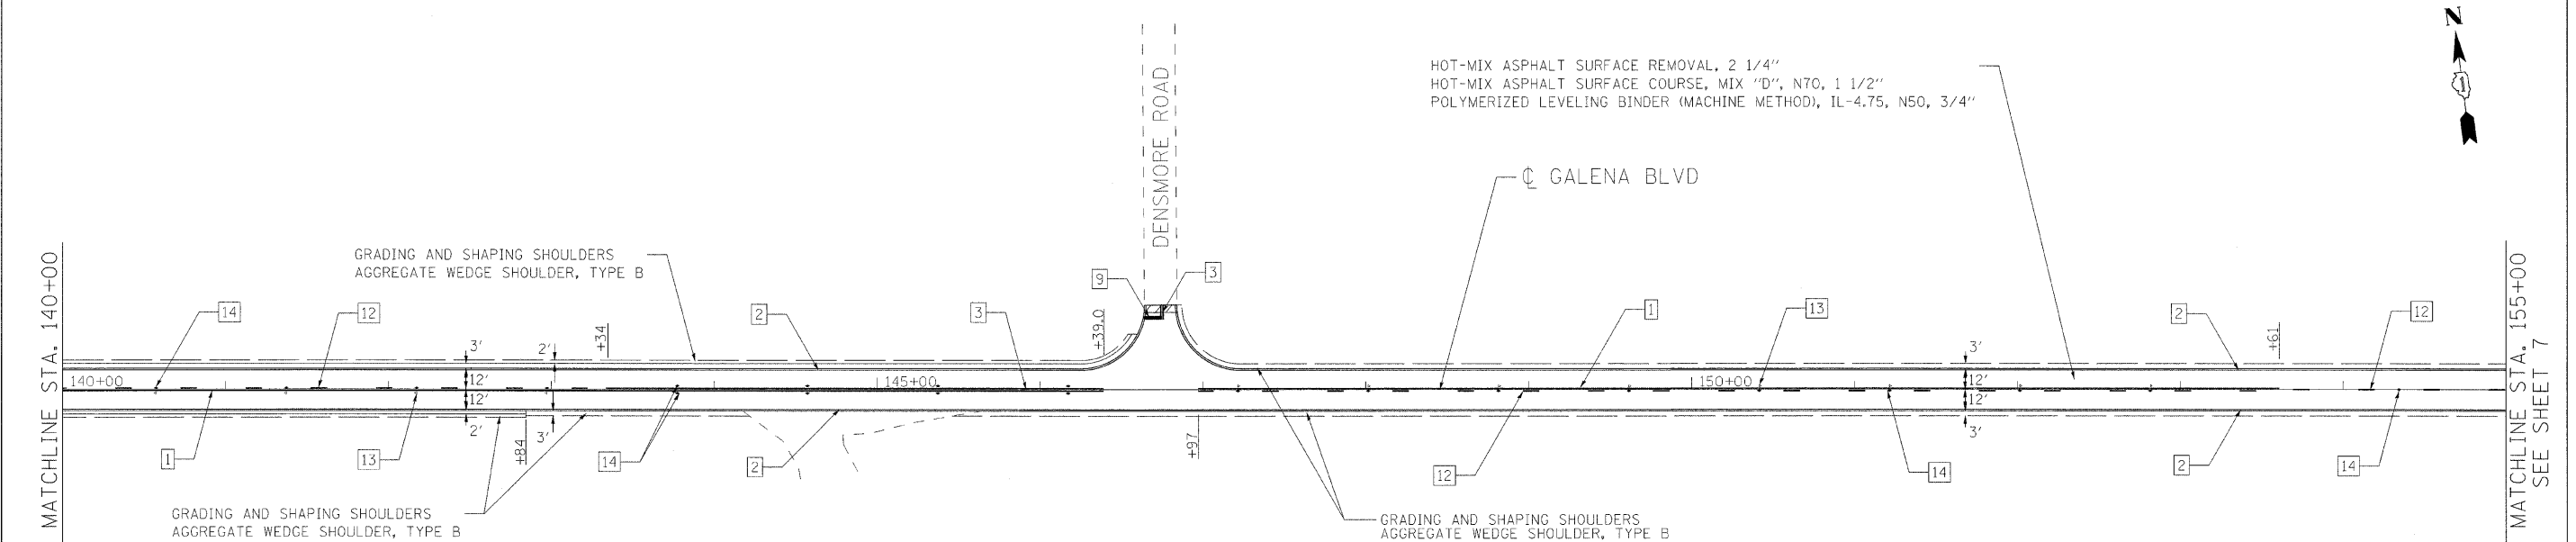 N
HOT-MIX ASPHALT SURFACE REMOVAL, 2 1/4"
HOT-MIX ASPHALT SURFACE COURSE, MIX "D", N70, 1 1/2"
POLYMERIZED LEVELING BINDER (MACHINE METHOD), IL-4.75, N50, 3/4"
DENSMORE ROAD
℄ GALENA BLVD
GRADING AND SHAPING SHOULDERS
AGGREGATE WEDGE SHOULDER, TYPE B
MATCHLINE STA. 140+00
14
12
2
3
9
3
1
13
2
12
+34
+39.0
+61
3'
2'
3'
140+00
12'
145+00
150+00
12'
12'
12'
2'
3'
3'
+84
+97
1
13
14
2
12
14
2
14
GRADING AND SHAPING SHOULDERS
AGGREGATE WEDGE SHOULDER, TYPE B
GRADING AND SHAPING SHOULDERS
AGGREGATE WEDGE SHOULDER, TYPE B
MATCHLINE STA. 155+00
SEE SHEET 7